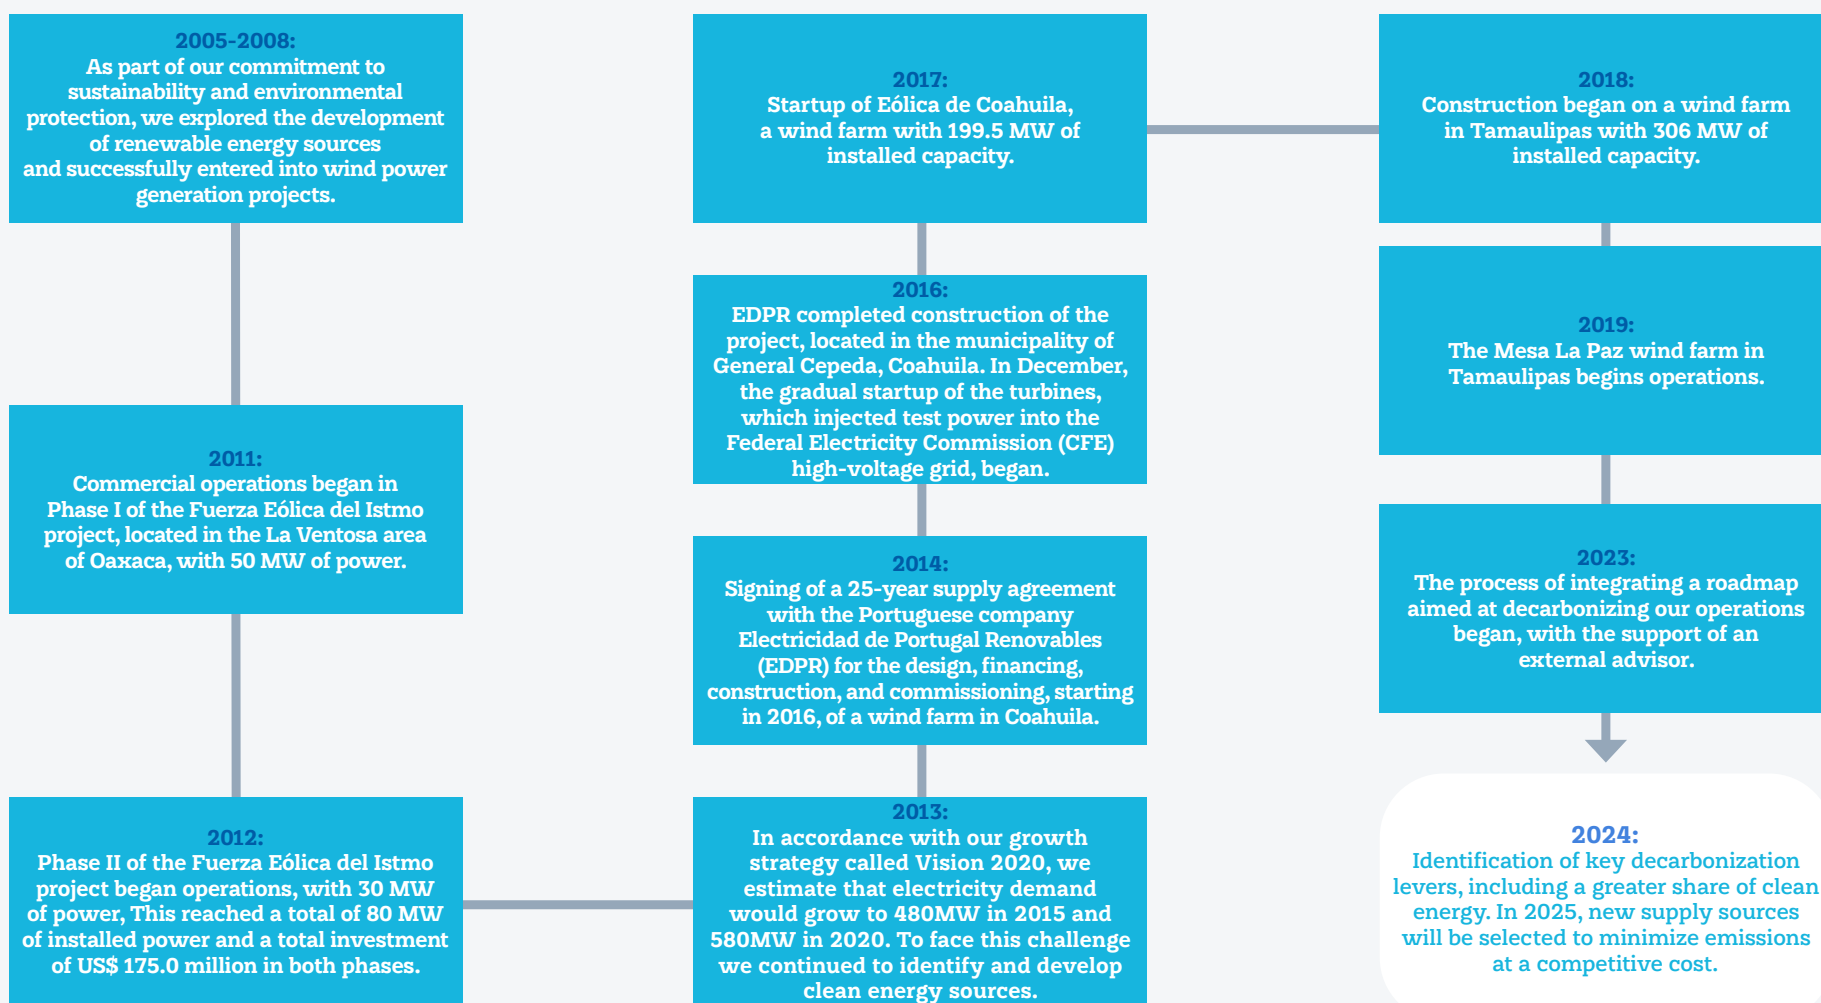 2005-2008:
As part of our commitment to
sustainability and environmental
protection, we explored the development
of renewable energy sources
and successfully entered into wind power
generation projects.
2011:
Commercial operations began in
Phase I of the Fuerza Eólica del Istmo
project, located in the La Ventosa area
of Oaxaca, with 50 MW of power.
2012:
Phase II of the Fuerza Eólica del Istmo
project began operations, with 30 MW
of power, This reached a total of 80 MW
of installed power and a total investment
of US$ 175.0 million in both phases.
2013:
In accordance with our growth
strategy called Vision 2020, we
estimate that electricity demand
would grow to 480MW in 2015 and
580MW in 2020. To face this challenge
we continued to identify and develop
clean energy sources.
2014:
Signing of a 25-year supply agreement
with the Portuguese company
Electricidad de Portugal Renovables
(EDPR) for the design, financing,
construction, and commissioning, starting
in 2016, of a wind farm in Coahuila.
2016:
EDPR completed construction of the
project, located in the municipality of
General Cepeda, Coahuila. In December,
the gradual startup of the turbines,
which injected test power into the
Federal Electricity Commission (CFE)
high-voltage grid, began.
2017:
Startup of Eólica de Coahuila,
a wind farm with 199.5 MW of
installed capacity.
2018:
Construction began on a wind farm
in Tamaulipas with 306 MW of
installed capacity.
2019:
The Mesa La Paz wind farm in
Tamaulipas begins operations.
2023:
The process of integrating a roadmap
aimed at decarbonizing our operations
began, with the support of an
external advisor.
2024:
Identification of key decarbonization
levers, including a greater share of clean
energy. In 2025, new supply sources
will be selected to minimize emissions
at a competitive cost.